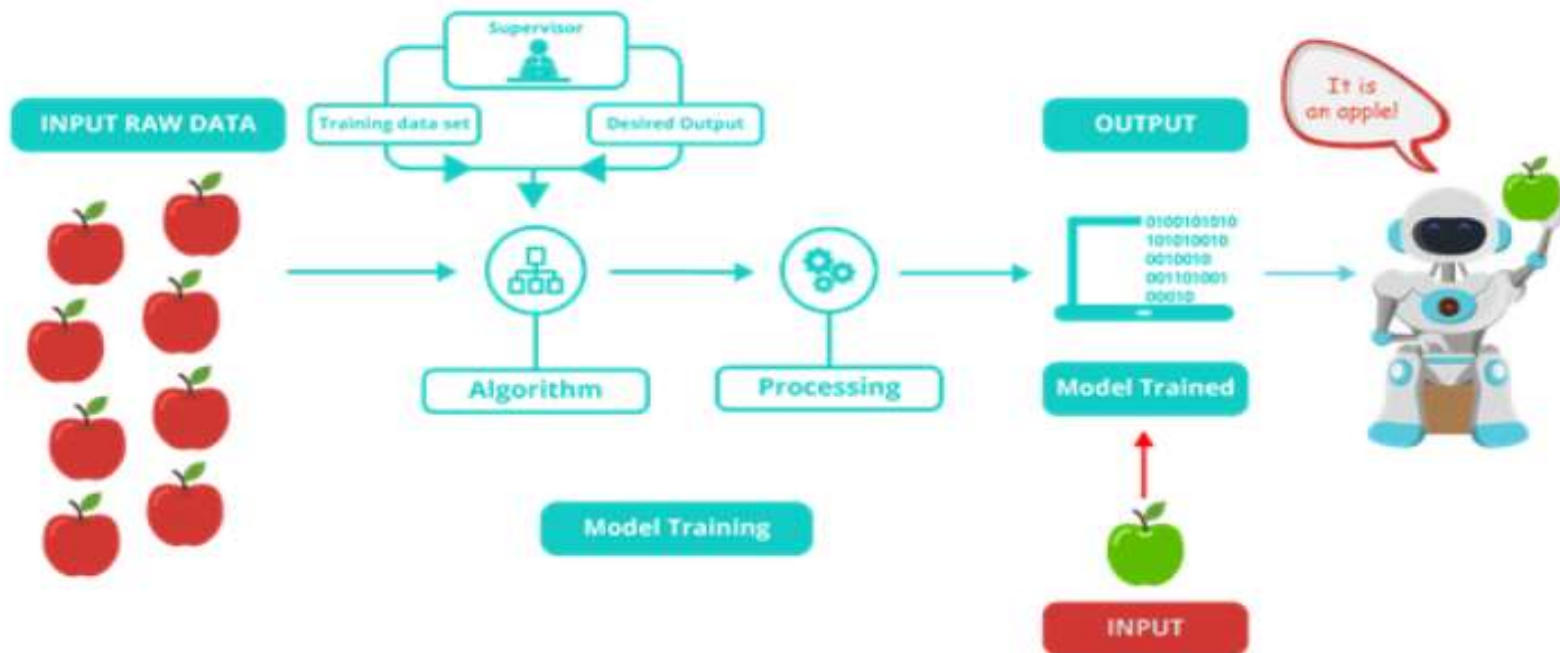 Supervisor
INPUT RAW DATA
Training data set
Desired Output
OUTPUT
It is
an apple!
0100101010
101010010
0010010
001101001
00010
Algorithm
Processing
Model Trained
Model Training
INPUT